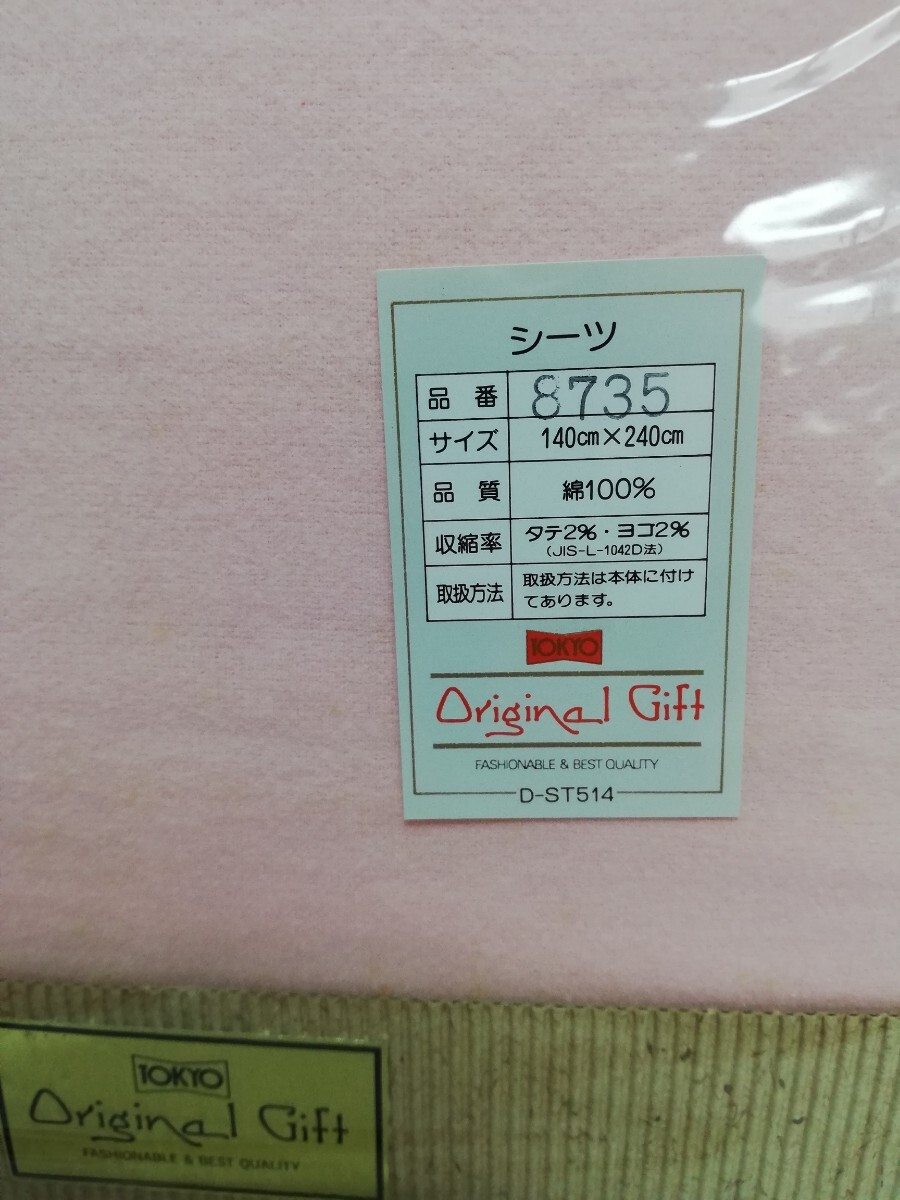 シーツ
品 番 8735
サイズ 140cm×240cm
品 質 綿100%
収縮率 タテ2%・ヨコ2%
(JIS-L-1042D法)
取扱方法 取扱方法は本体に付け
てあります。
TOKYO
Original Gift
FASHIONABLE & BEST QUALITY
D-ST514
TOKYO
Original Gift
FASHIONABLE & BEST QUALITY